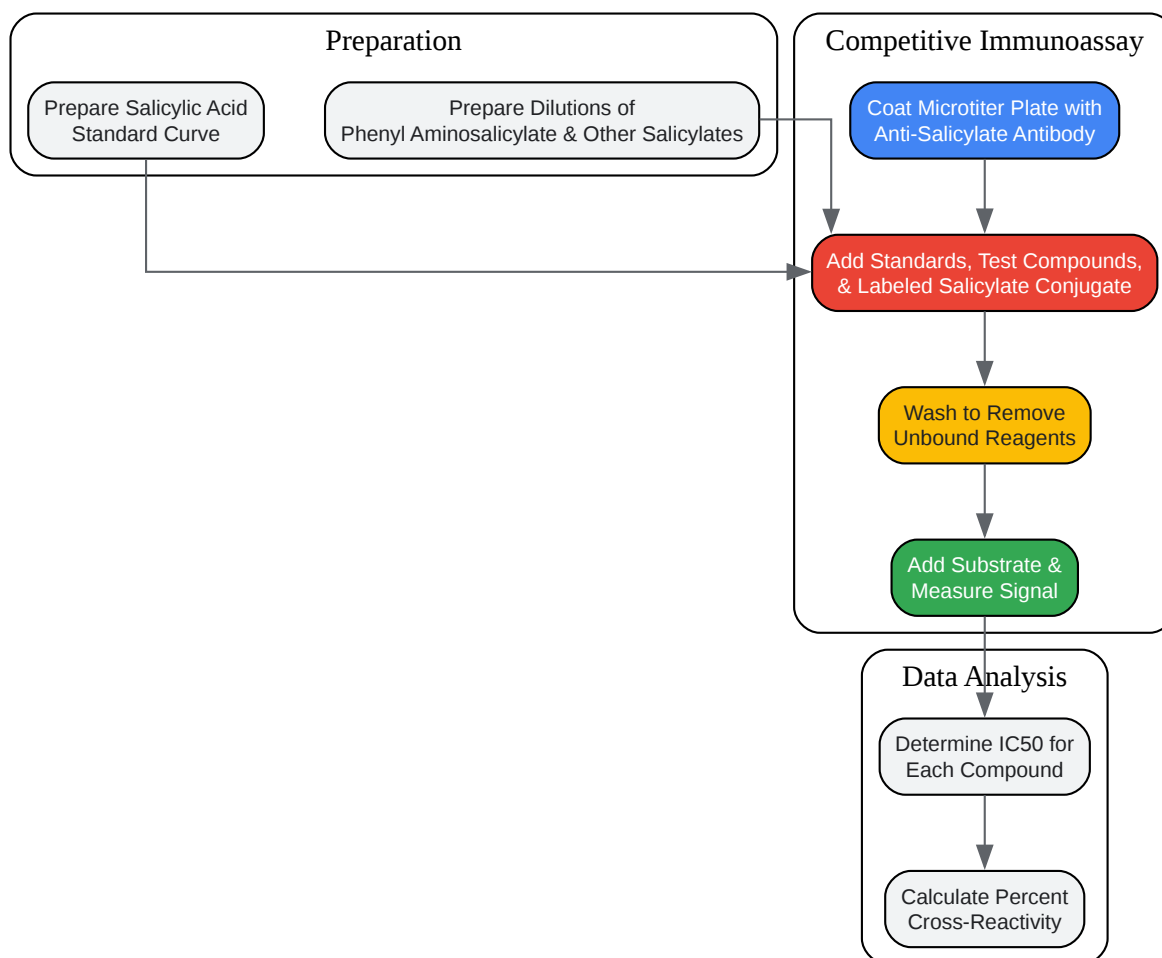 Preparation
Prepare Salicylic Acid
Standard Curve
Prepare Dilutions of
Phenyl Aminosalicylate & Other Salicylates
Competitive Immunoassay
Coat Microtiter Plate with
Anti-Salicylate Antibody
Add Standards, Test Compounds,
& Labeled Salicylate Conjugate
Wash to Remove
Unbound Reagents
Add Substrate &
Measure Signal
Data Analysis
Determine IC50 for
Each Compound
Calculate Percent
Cross-Reactivity